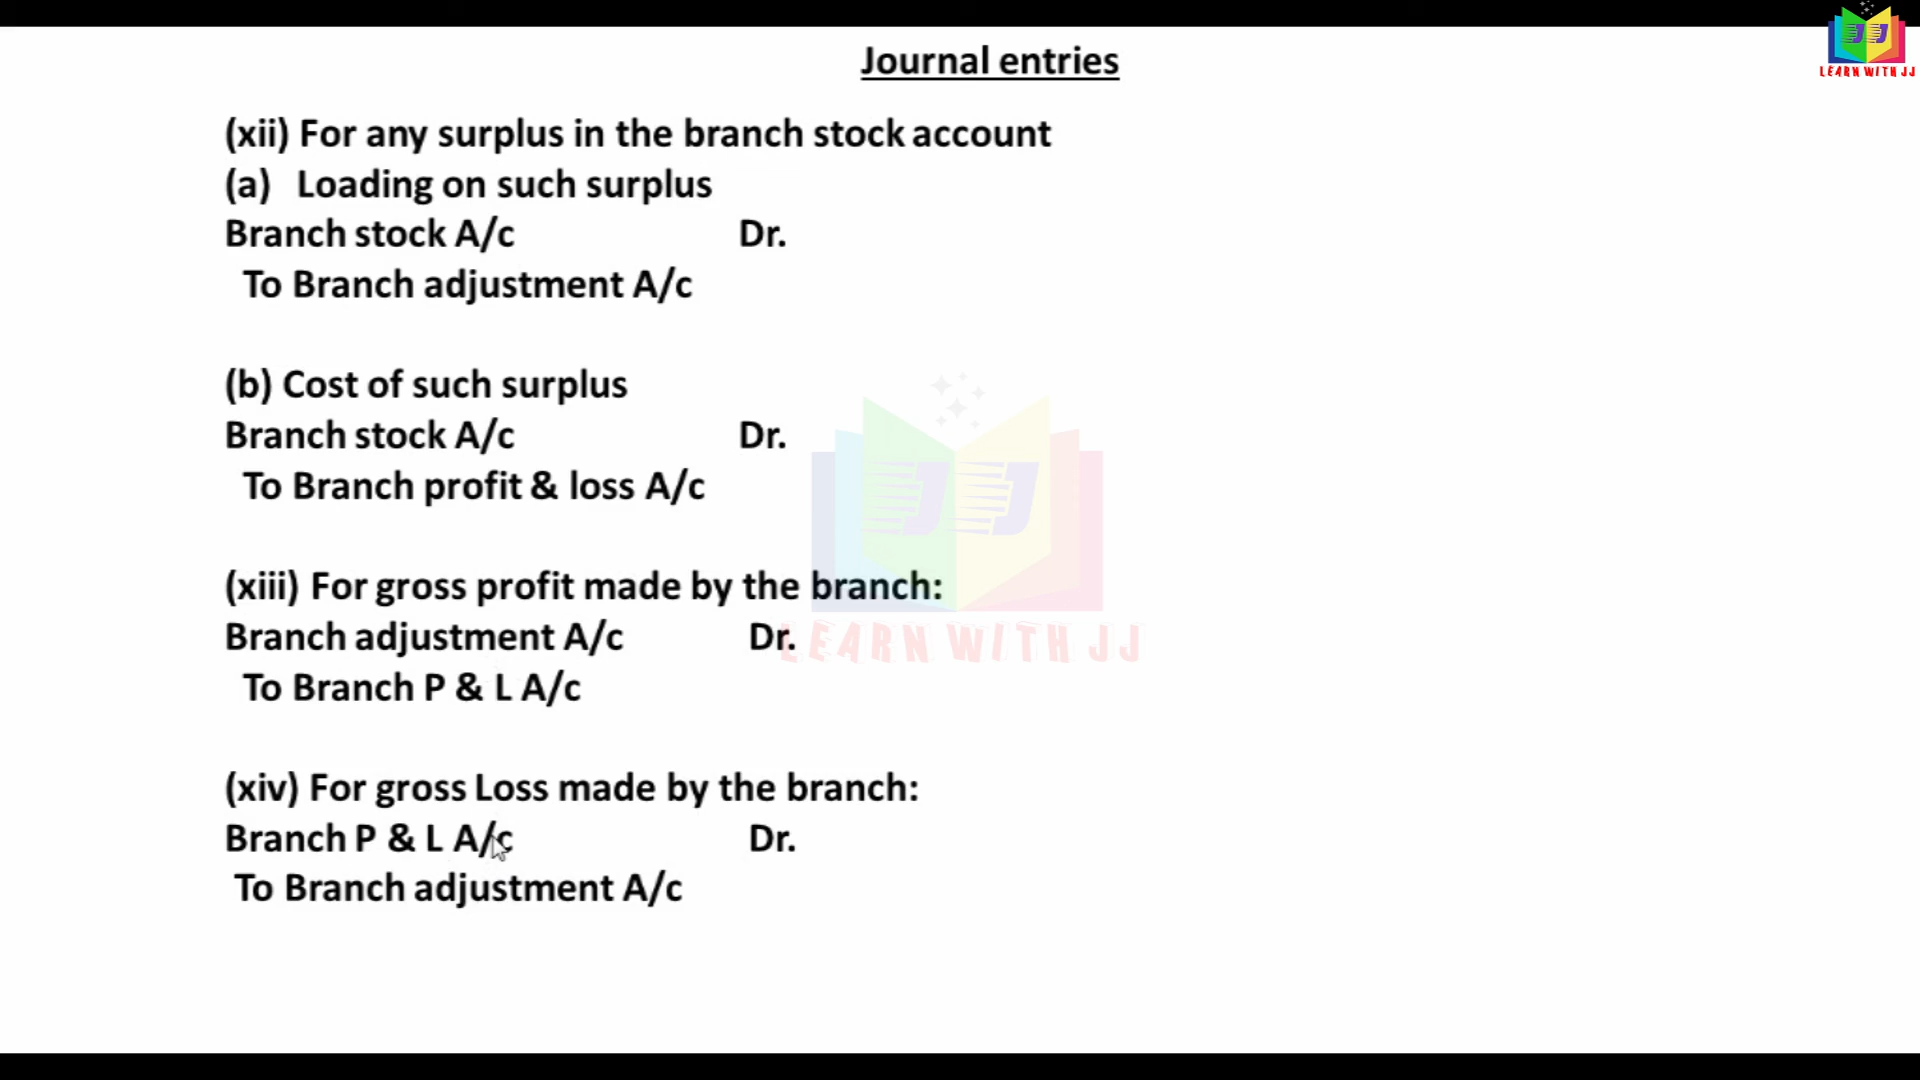 LEARN WITH JJ
Journal entries
(xii) For any surplus in the branch stock account
(a) Loading on such surplus
Branch stock A/c Dr.
To Branch adjustment A/c
(b) Cost of such surplus
Branch stock A/c Dr.
To Branch profit & loss A/c
(xiii) For gross profit made by the branch:
Branch adjustment A/c Dr.
To Branch P & L A/c
(xiv) For gross Loss made by the branch:
Branch P & L A/c Dr.
To Branch adjustment A/c
JJ
LEARN WITH JJ